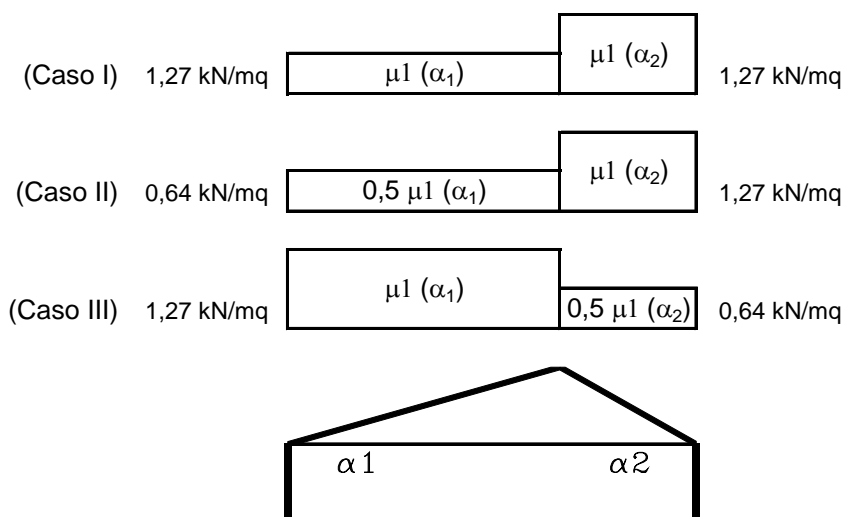 (Caso I) 1,27 kN/mq μ1 (α₁) μ1 (α₂) 1,27 kN/mq
(Caso II) 0,64 kN/mq 0,5 μ1 (α₁) μ1 (α₂) 1,27 kN/mq
(Caso III) 1,27 kN/mq μ1 (α₁) 0,5 μ1 (α₂) 0,64 kN/mq
α1 α2